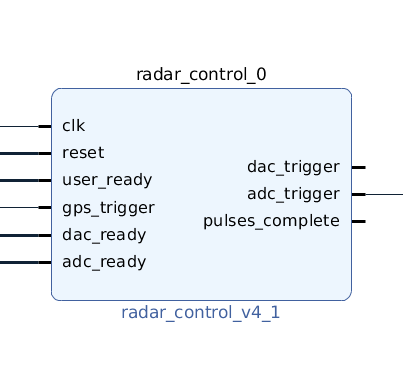 radar_control_0
clk
reset
user_ready
gps_trigger
dac_ready
adc_ready
dac_trigger
adc_trigger
pulses_complete
radar_control_v4_1